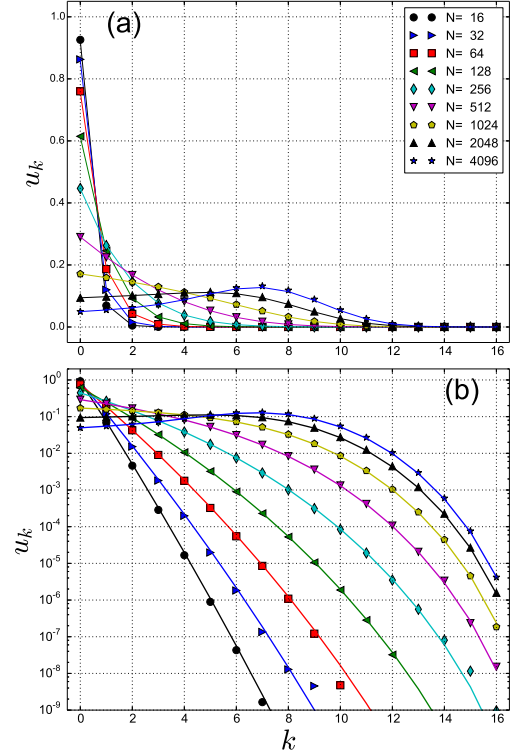 (a)
1.0
0.8
0.6
0.4
0.2
0.0
u_k
N= 16
N= 32
N= 64
N= 128
N= 256
N= 512
N= 1024
N= 2048
N= 4096
0 2 4 6 8 10 12 14 16
(b)
10^0
10^-1
10^-2
10^-3
10^-4
10^-5
10^-6
10^-7
10^-8
10^-9
u_k
0 2 4 6 8 10 12 14 16
k